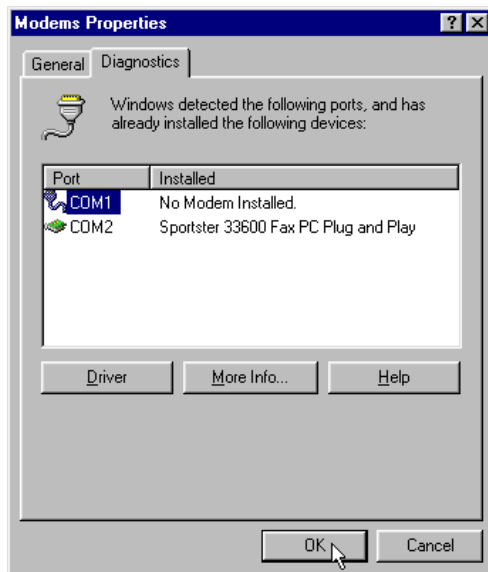 Modems Properties
General Diagnostics
Windows detected the following ports, and has
already installed the following devices:
Port Installed
COM1 No Modem Installed.
COM2 Sportster 33600 Fax PC Plug and Play
Driver More Info... Help
OK Cancel